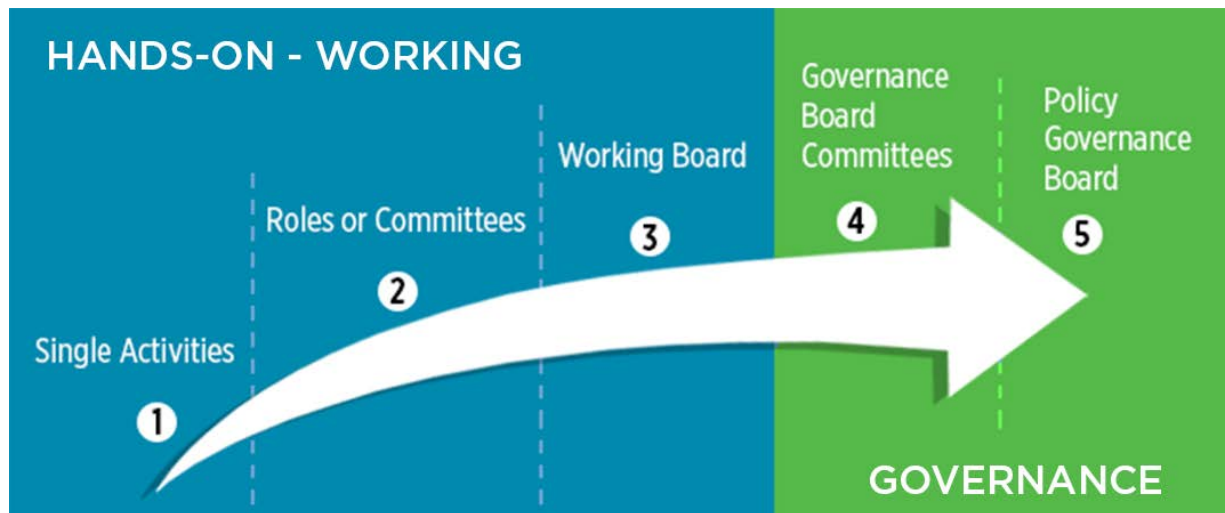 HANDS-ON - WORKING
Single Activities
1
Roles or Committees
2
Working Board
3
Governance
Board
Committees
4
Policy
Governance
Board
5
GOVERNANCE